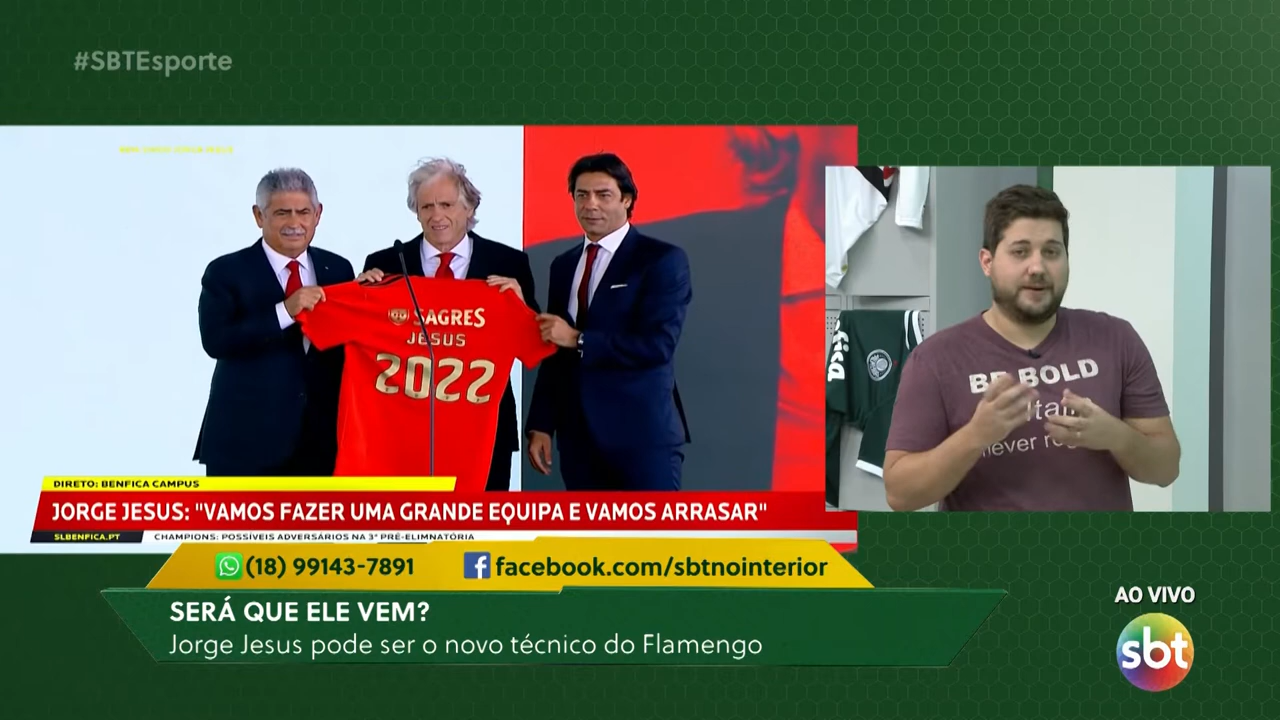 #SBTEsporte
SAGRES
JESUS
2022
DIRETO: BENFICA CAMPUS
JORGE JESUS: "VAMOS FAZER UMA GRANDE EQUIPA E VAMOS ARRASAR"
SLBENFICA.PT CHAMPIONS: POSSÍVEIS ADVERSÁRIOS NA 3ª PRÉ-ELIMNATÓRIA
BE BOLD
never
(18) 99143-7891 facebook.com/sbtnointerior
SERÁ QUE ELE VEM?
Jorge Jesus pode ser o novo técnico do Flamengo
AO VIVO
sbt